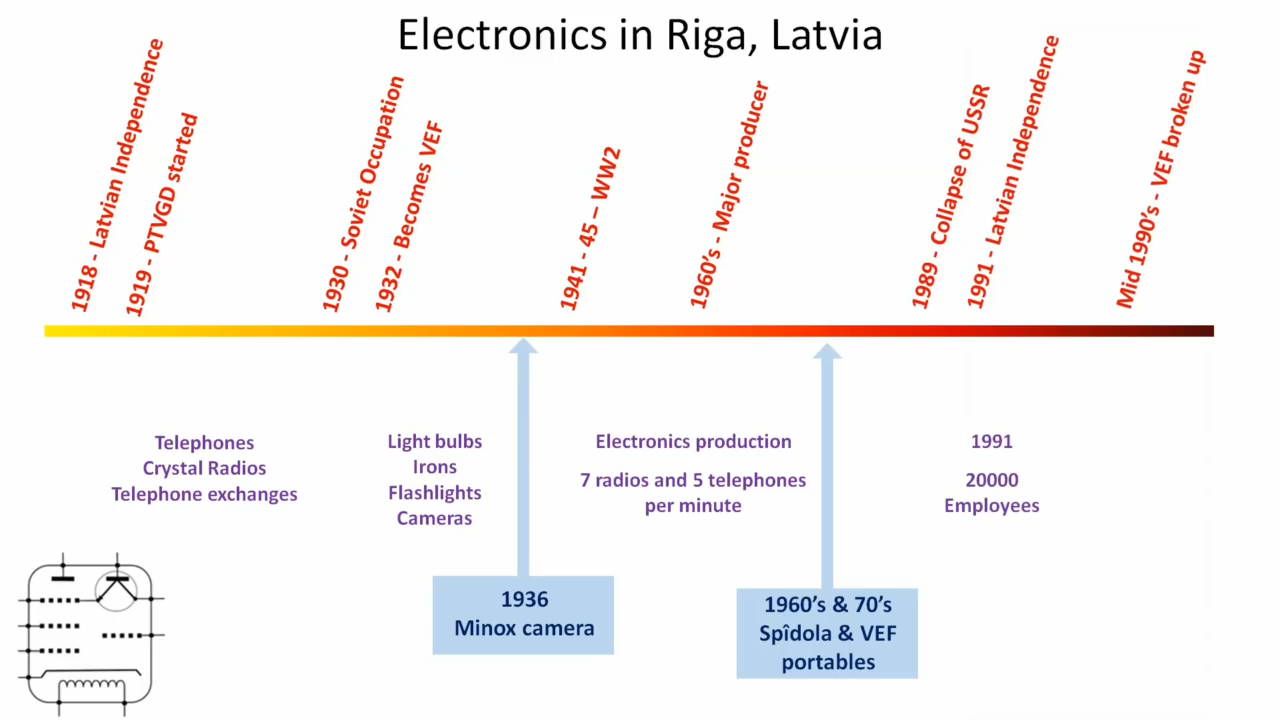 Electronics in Riga, Latvia
1918 - Latvian Independence
1919 - PTVGD started
1930 - Soviet Occupation
1932 - Becomes VEF
1941 - 45 – WW2
1960’s - Major producer
1989 - Collapse of USSR
1991 - Latvian Independence
Mid 1990’s - VEF broken up
Telephones
Crystal Radios
Telephone exchanges
Light bulbs
Irons
Flashlights
Cameras
Electronics production
7 radios and 5 telephones
per minute
1991
20000
Employees
1936
Minox camera
1960’s & 70’s
Spîdola & VEF
portables